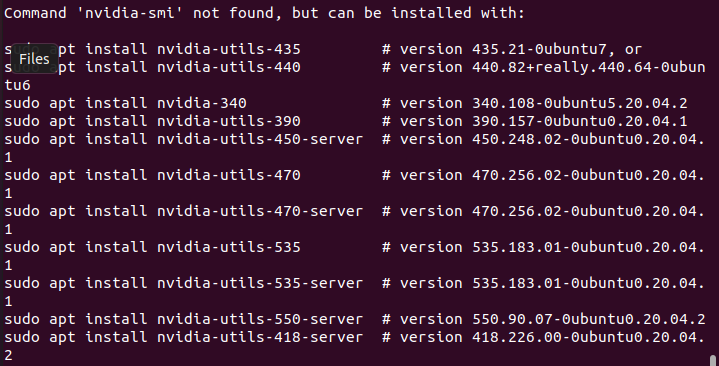 Command 'nvidia-smi' not found, but can be installed with:
sudo apt install nvidia-utils-435         # version 435.21-0ubuntu7, or
Files
sudo apt install nvidia-utils-440         # version 440.82+really.440.64-0ubun
tu6
sudo apt install nvidia-340               # version 340.108-0ubuntu5.20.04.2
sudo apt install nvidia-utils-390         # version 390.157-0ubuntu0.20.04.1
sudo apt install nvidia-utils-450-server  # version 450.248.02-0ubuntu0.20.04.
1
sudo apt install nvidia-utils-470         # version 470.256.02-0ubuntu0.20.04.
1
sudo apt install nvidia-utils-470-server  # version 470.256.02-0ubuntu0.20.04.
1
sudo apt install nvidia-utils-535         # version 535.183.01-0ubuntu0.20.04.
1
sudo apt install nvidia-utils-535-server  # version 535.183.01-0ubuntu0.20.04.
1
sudo apt install nvidia-utils-550-server  # version 550.90.07-0ubuntu0.20.04.2
sudo apt install nvidia-utils-418-server  # version 418.226.00-0ubuntu0.20.04.
2